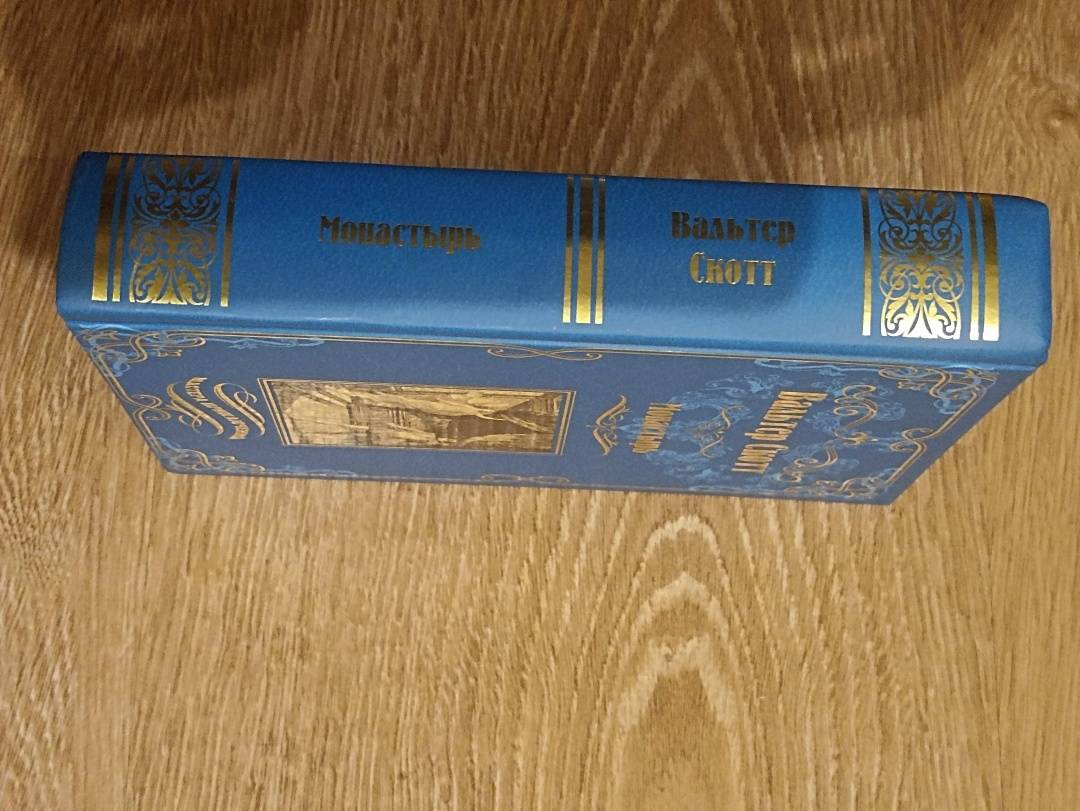 Монастырь
Вальтер
Скотт
Вальтер Скотт
Монастырь